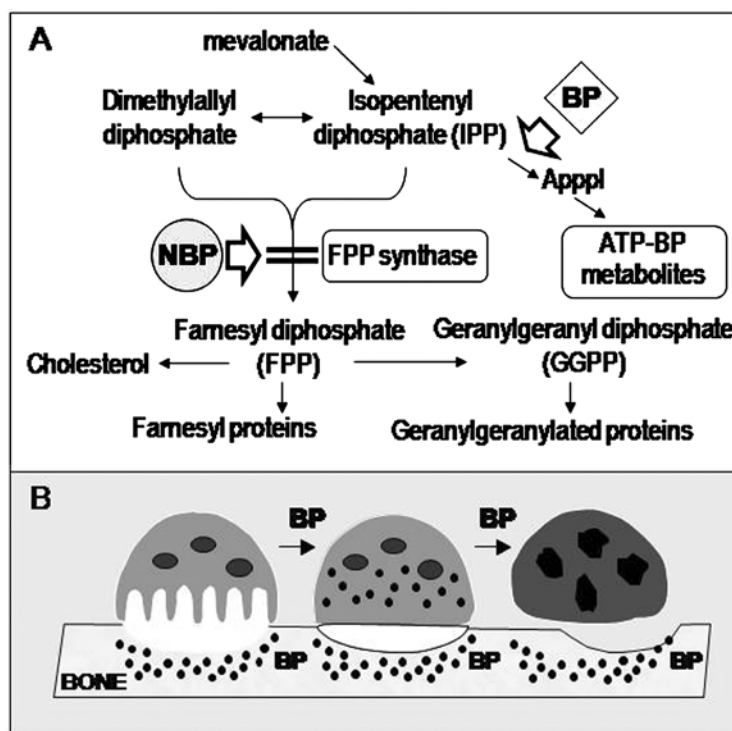 A
mevalonate
Dimethylallyl
diphosphate
Isopentenyl
diphosphate (IPP)
BP
ApppI
NBP
FPP synthase
ATP-BP
metabolites
Farnesyl diphosphate
(FPP)
Geranylgeranyl diphosphate
(GGPP)
Cholesterol
Farnesyl proteins
Geranylgeranylated proteins
B
BP
BP
BP
BP
BP
BONE